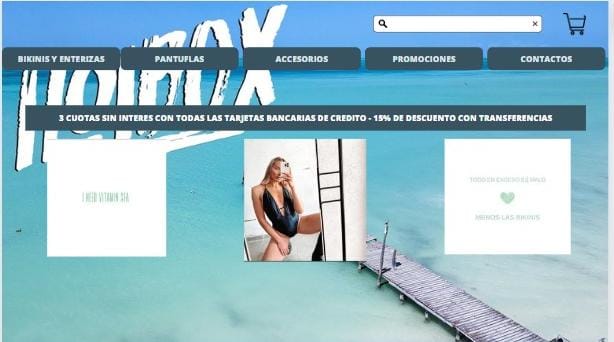 HOTBOX
BIKINIS Y ENTERIZAS
PANTUFLAS
ACCESORIOS
PROMOCIONES
CONTACTOS
3 CUOTAS SIN INTERES CON TODAS LAS TARJETAS BANCARIAS DE CREDITO - 15% DE DESCUENTO CON TRANSFERENCIAS
I NEED VITAMIN SEA
TODO EN EXCESO ES MALO
MENOS LAS BIKINIS